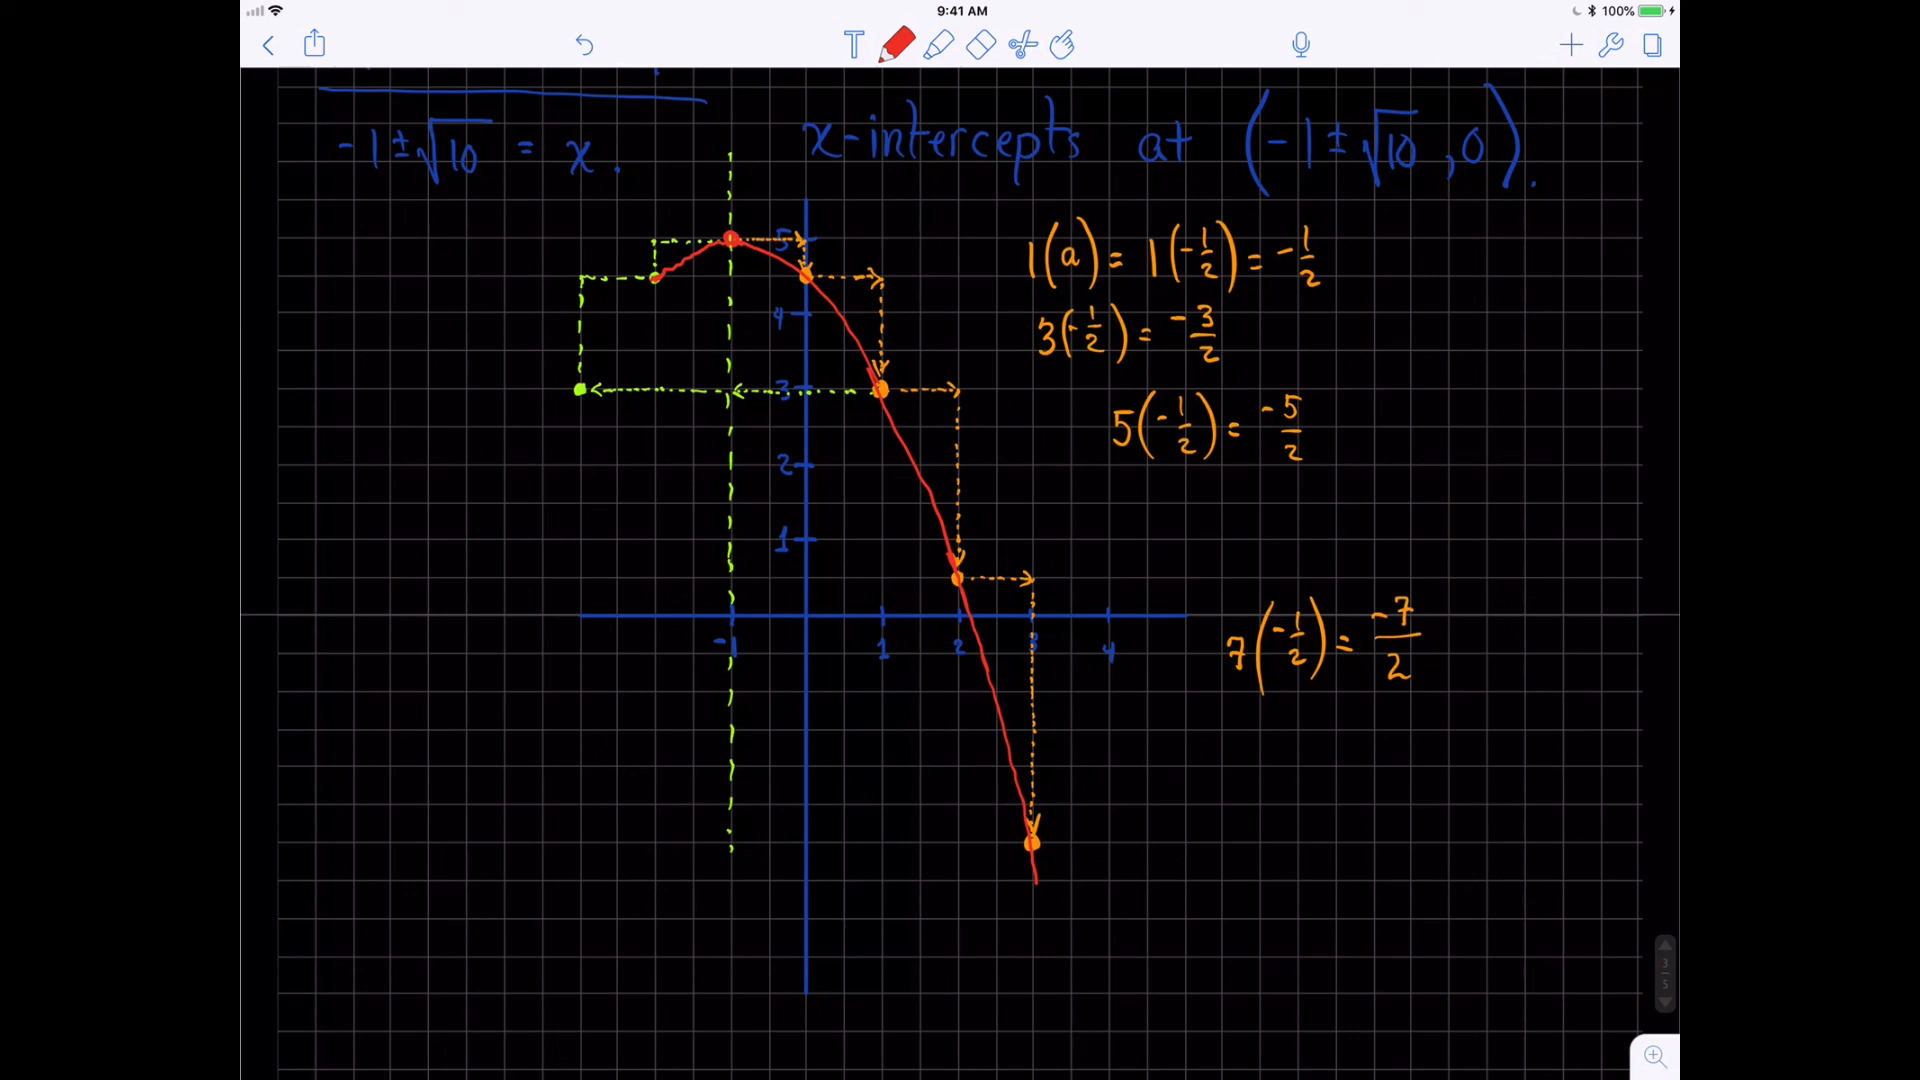 9:41 AM
100%
T
-1±√10 = x.
x-intercepts at (-1±√10, 0).
5
4
3
2
1
-1 1 2 3 4
1(a) = 1(-1/2) = -1/2
3(-1/2) = -3/2
5(-1/2) = -5/2
7(-1/2) = -7/2
3
5